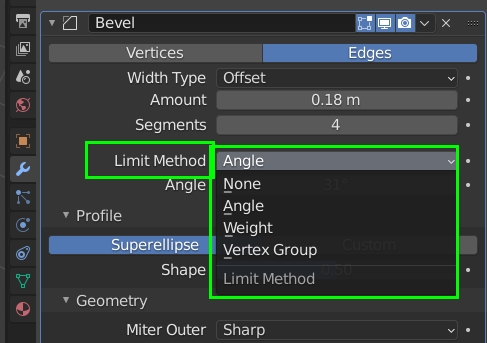 Bevel
Vertices Edges
Width Type Offset
Amount 0.18 m
Segments 4
Limit Method Angle
None
Angle 31°
Angle
Weight
Profile
Superellipse Vertex Group Custom
Shape Limit Method 0.50
Geometry
Miter Outer Sharp